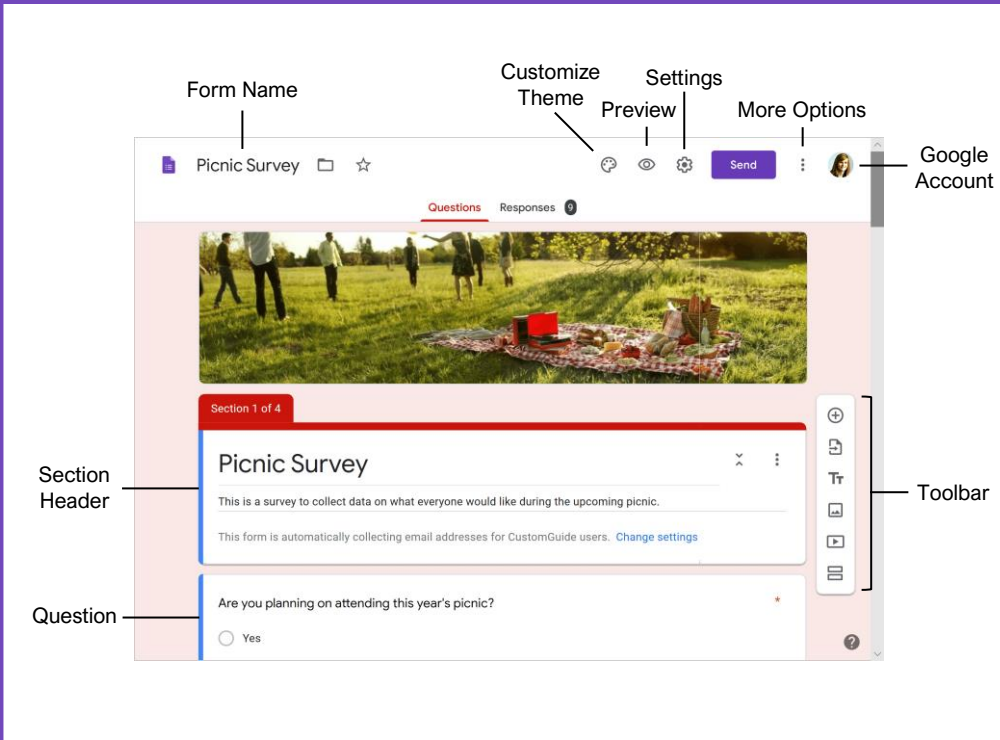 Customize
Theme
Settings
Form Name
Preview
More Options
Picnic Survey
Send
Google
Account
Questions Responses 9
Section 1 of 4
Picnic Survey
Tт
Section
Header
This is a survey to collect data on what everyone would like during the upcoming picnic.
Toolbar
This form is automatically collecting email addresses for CustomGuide users. Change settings
Are you planning on attending this year's picnic? *
Question
Yes
?